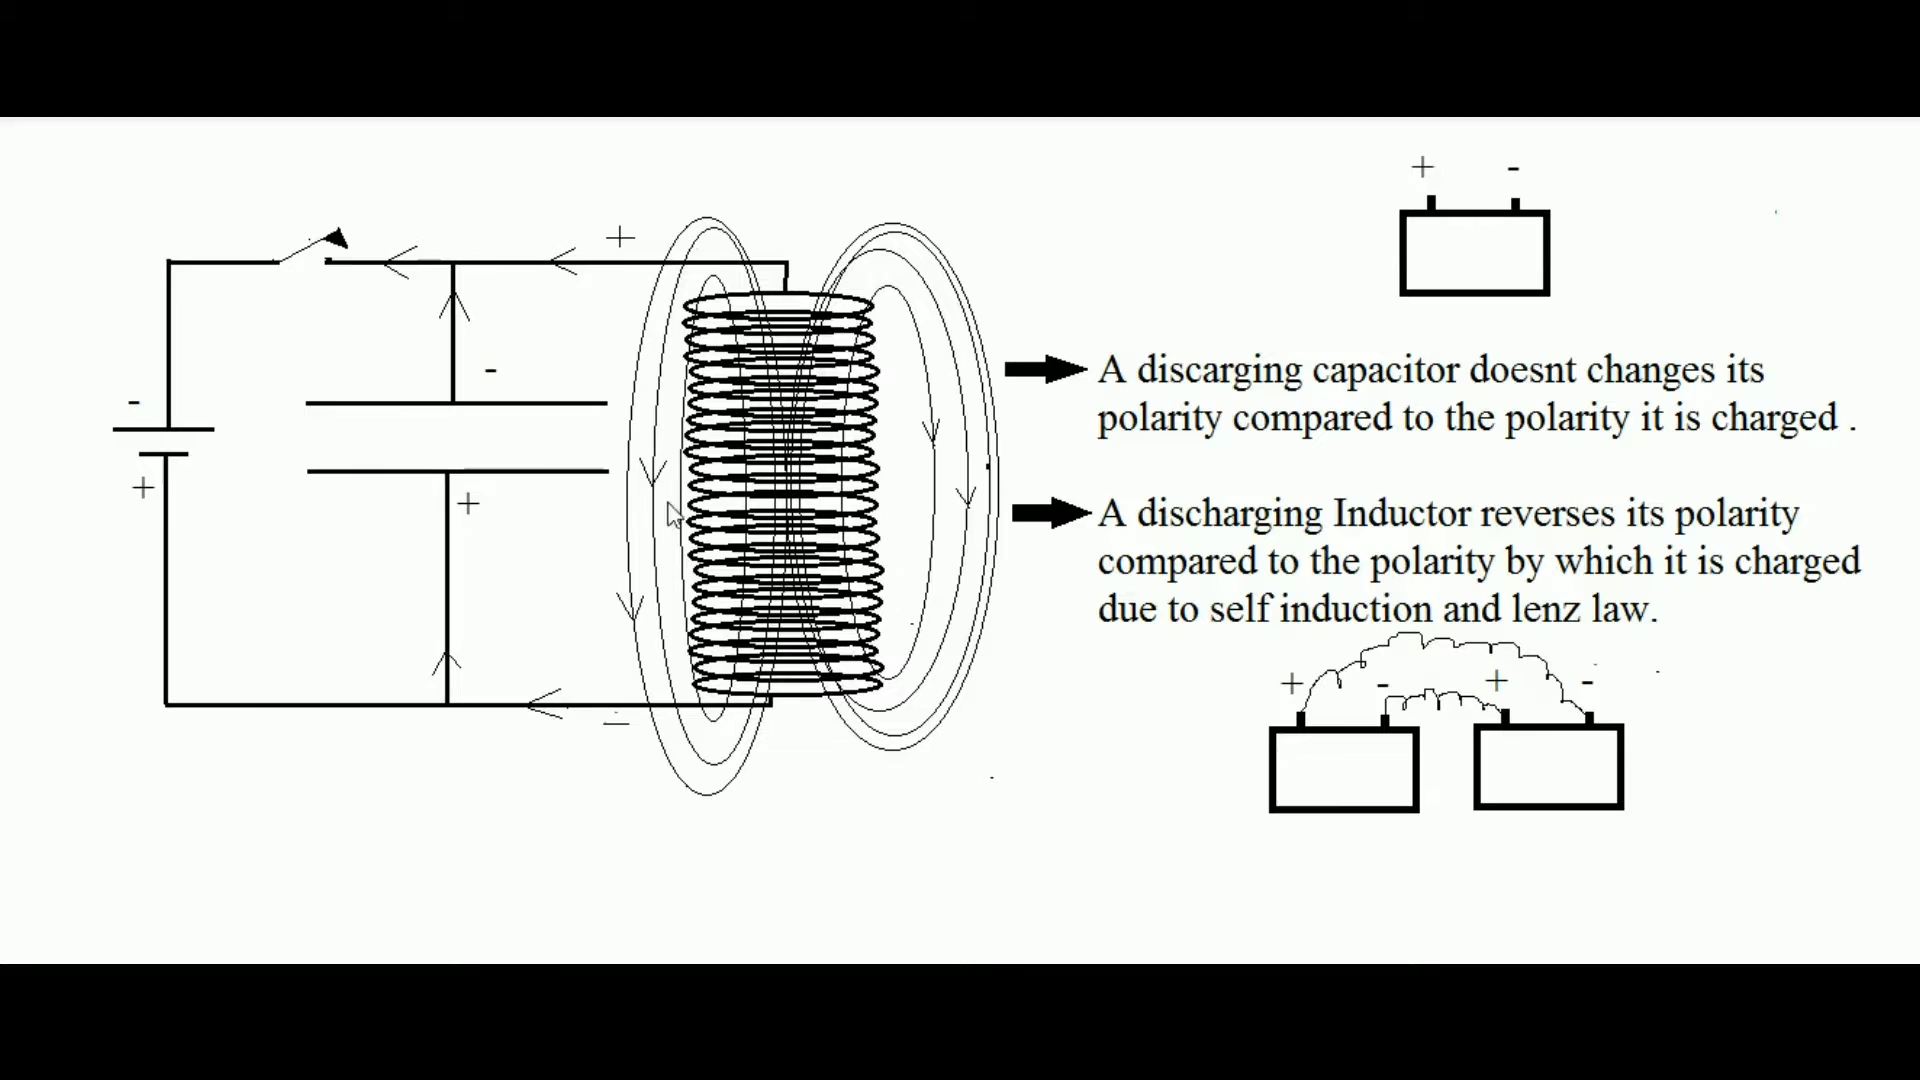 + -
+
-
-
+
+
-
A discarging capacitor doesnt changes its
polarity compared to the polarity it is charged .
A discharging Inductor reverses its polarity
compared to the polarity by which it is charged
due to self induction and lenz law.
+ - + -